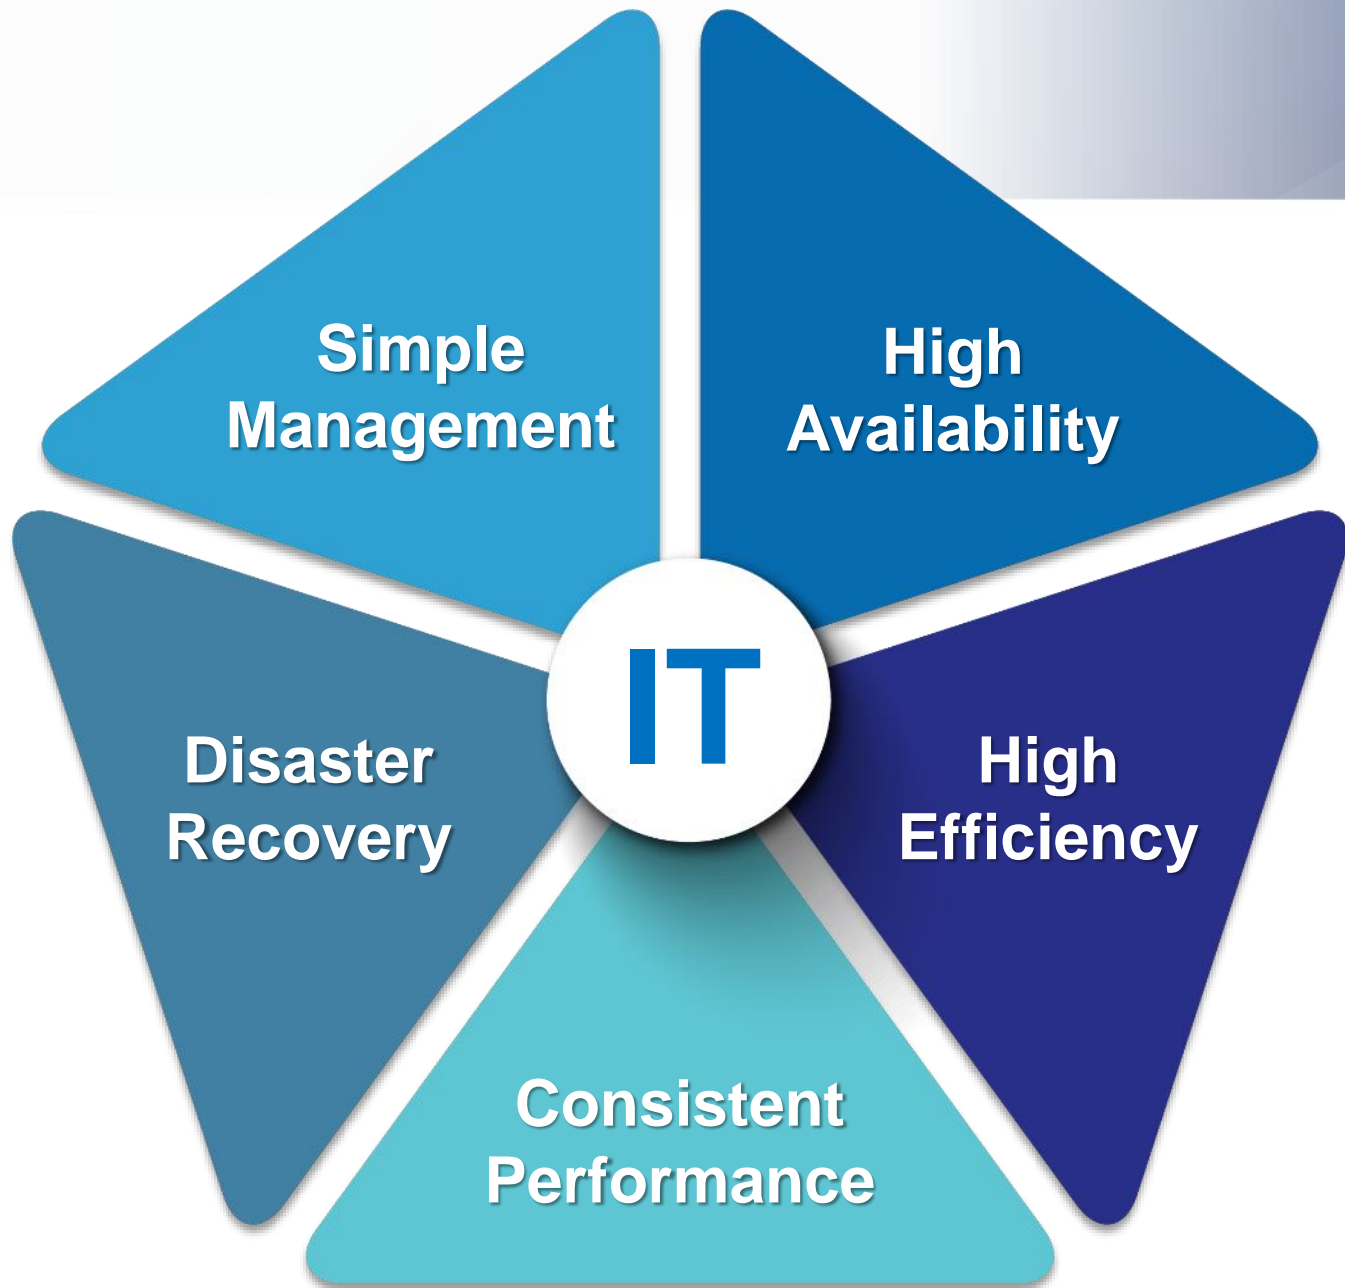 Simple
Management
High
Availability
IT
Disaster
Recovery
High
Efficiency
Consistent
Performance